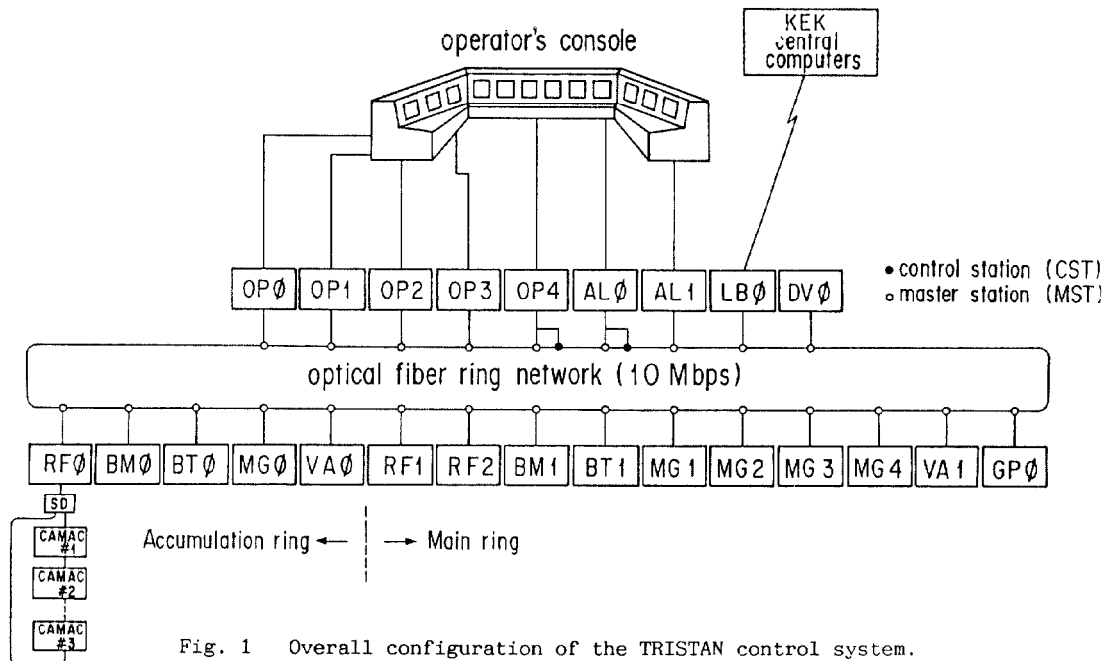 operator's console
KEK
central
computers
OPØ OP1 OP2 OP3 OP4 ALØ AL1 LBØ DVØ
• control station (CST)
○ master station (MST)
optical fiber ring network (10 Mbps)
RFØ BMØ BTØ MGØ VAØ RF1 RF2 BM1 BT1 MG1 MG2 MG3 MG4 VA1 GPØ
SD
CAMAC
#1
CAMAC
#2
CAMAC
#3
Accumulation ring ← → Main ring
Fig. 1 Overall configuration of the TRISTAN control system.